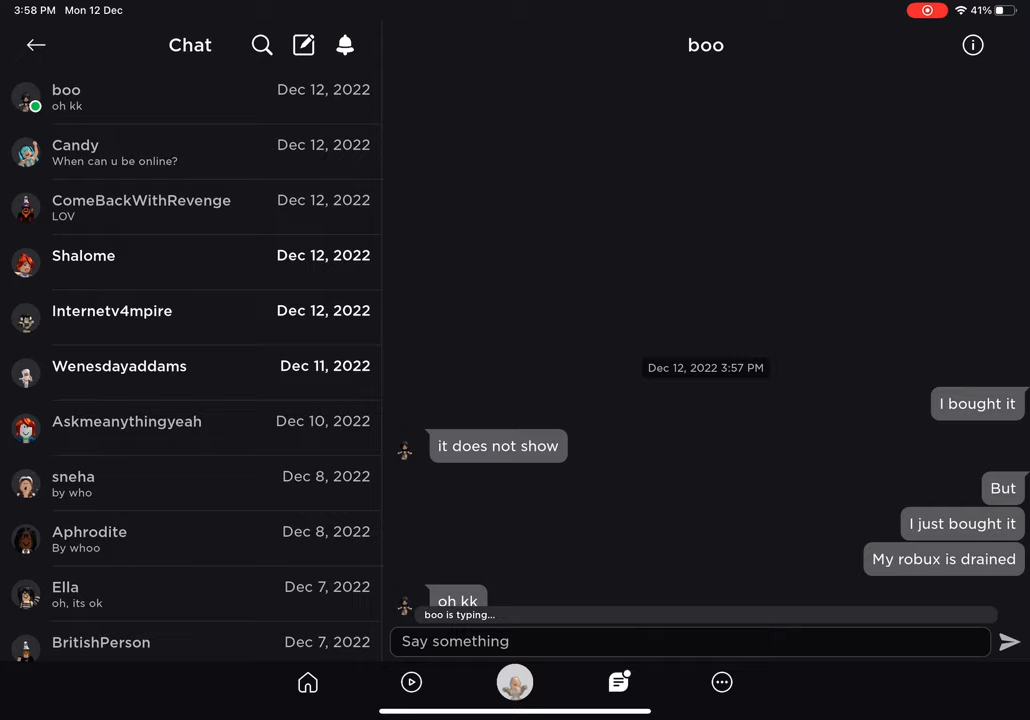 3:58 PM Mon 12 Dec
41%
Chat
boo
boo Dec 12, 2022
oh kk
Candy Dec 12, 2022
When can u be online?
ComeBackWithRevenge Dec 12, 2022
LOV
Shalome Dec 12, 2022
Internetv4mpire Dec 12, 2022
Wenesdayaddams Dec 11, 2022
Askmeanythingyeah Dec 10, 2022
sneha Dec 8, 2022
by who
Aphrodite Dec 8, 2022
By whoo
Ella Dec 7, 2022
oh, its ok
BritishPerson Dec 7, 2022
Dec 12, 2022 3:57 PM
I bought it
it does not show
But
I just bought it
My robux is drained
oh kk
boo is typing...
Say something